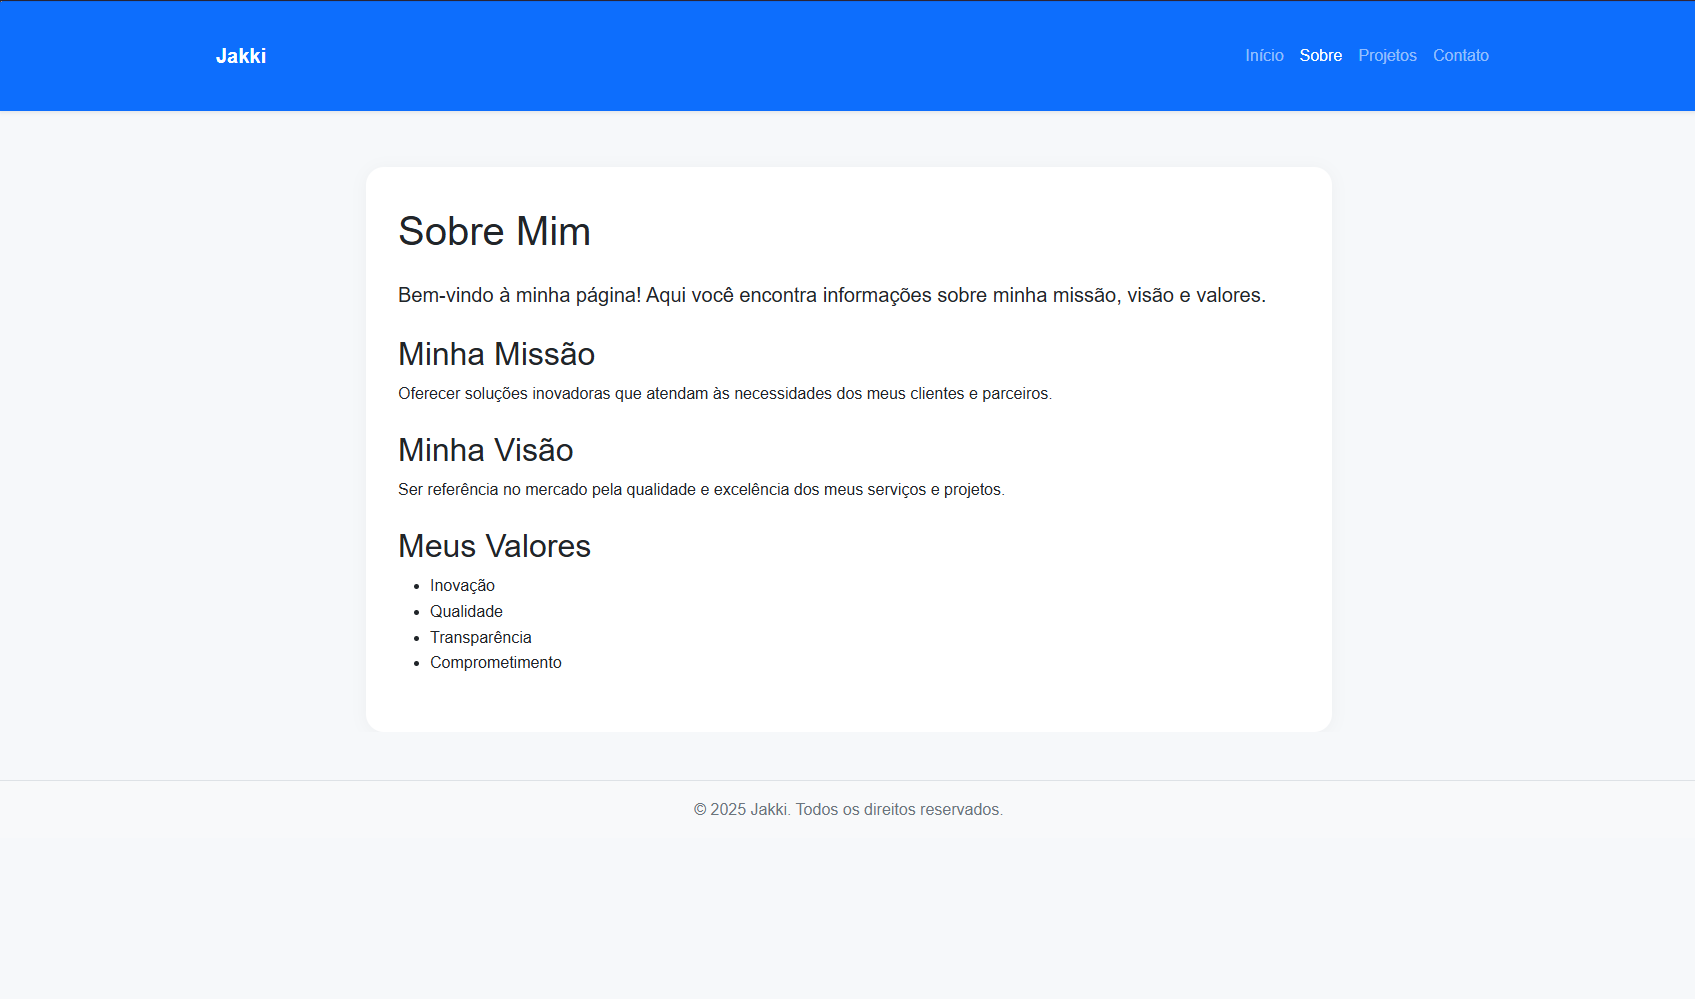 Jakki
Início Sobre Projetos Contato
Sobre Mim
Bem-vindo à minha página! Aqui você encontra informações sobre minha missão, visão e valores.
Minha Missão
Oferecer soluções inovadoras que atendam às necessidades dos meus clientes e parceiros.
Minha Visão
Ser referência no mercado pela qualidade e excelência dos meus serviços e projetos.
Meus Valores
• Inovação
• Qualidade
• Transparência
• Comprometimento
© 2025 Jakki. Todos os direitos reservados.